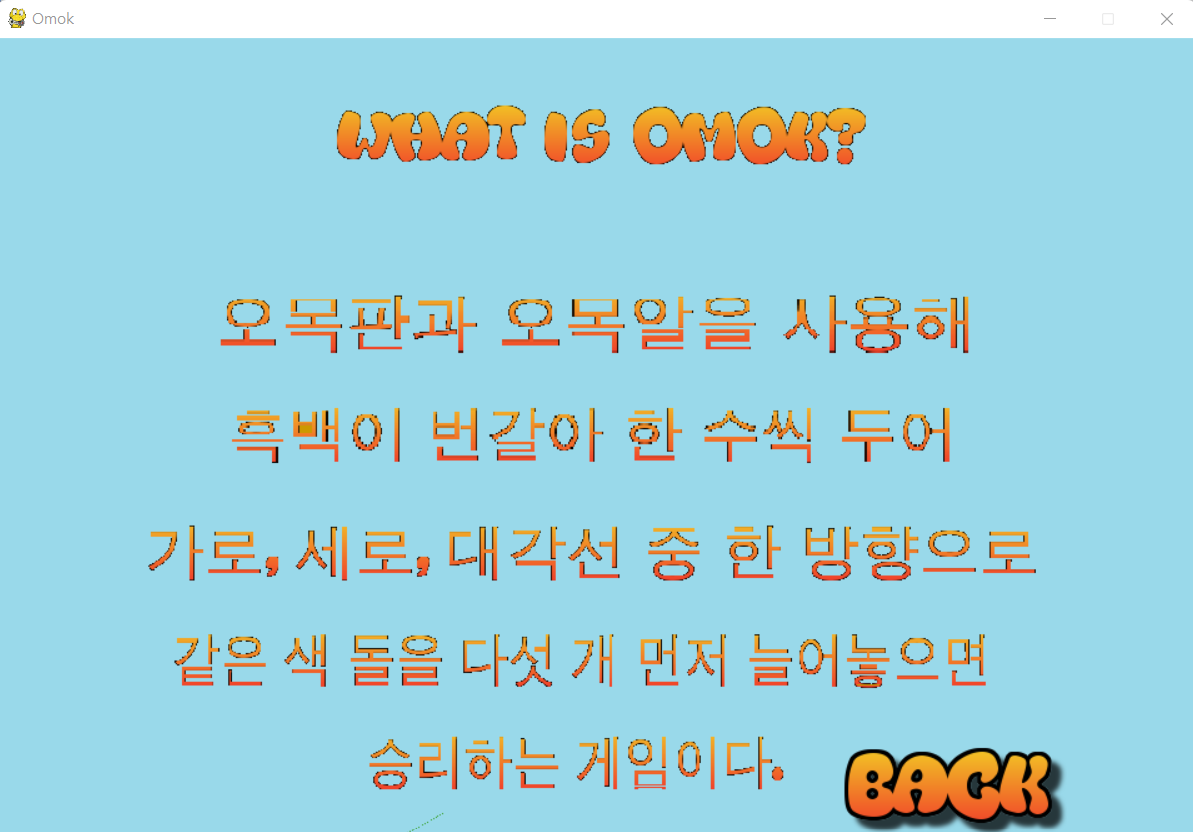 Omok
WHAT IS OMOK?
오목판과 오목알을 사용해
흑백이 번갈아 한 수씩 두어
가로, 세로, 대각선 중 한 방향으로
같은 색 돌을 다섯 개 먼저 늘어놓으면
승리하는 게임이다.
BACK